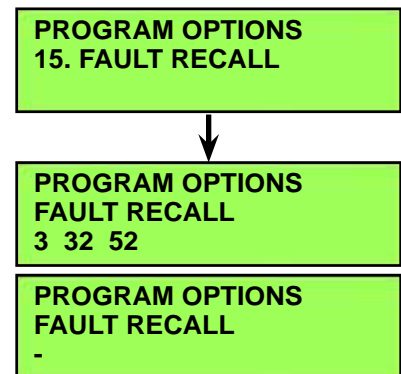 PROGRAM OPTIONS
15. FAULT RECALL
PROGRAM OPTIONS
FAULT RECALL
3 32 52
PROGRAM OPTIONS
FAULT RECALL
-